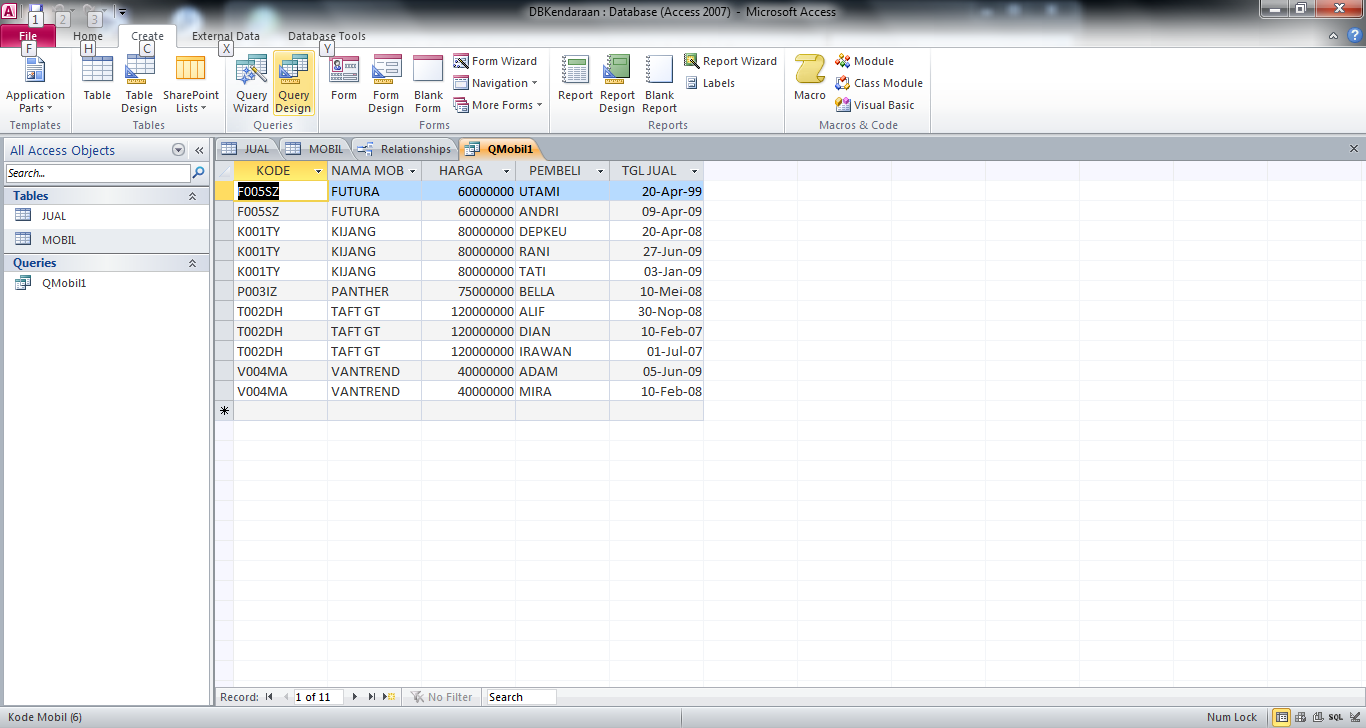 DBKendaraan : Database (Access 2007) - Microsoft Access
A 1 2 3
File Home Create External Data Database Tools
F H C X Y
Application Parts Table Table Design SharePoint Lists Query Wizard Query Design Form Form Design Blank Form Form Wizard Navigation More Forms Report Report Design Blank Report Report Wizard Labels Macro Module Class Module Visual Basic
Templates Tables Queries Forms Reports Macros & Code
All Access Objects «
Search...
Tables
JUAL
MOBIL
Queries
QMobil1
JUAL MOBIL Relationships QMobil1
KODE NAMA MOB HARGA PEMBELI TGL JUAL
F005SZ FUTURA 60000000 UTAMI 20-Apr-99
F005SZ FUTURA 60000000 ANDRI 09-Apr-09
K001TY KIJANG 80000000 DEPKEU 20-Apr-08
K001TY KIJANG 80000000 RANI 27-Jun-09
K001TY KIJANG 80000000 TATI 03-Jan-09
P003IZ PANTHER 75000000 BELLA 10-Mei-08
T002DH TAFT GT 120000000 ALIF 30-Nop-08
T002DH TAFT GT 120000000 DIAN 10-Feb-07
T002DH TAFT GT 120000000 IRAWAN 01-Jul-07
V004MA VANTREND 40000000 ADAM 05-Jun-09
V004MA VANTREND 40000000 MIRA 10-Feb-08
Record: 1 of 11 No Filter Search
Kode Mobil (6) Num Lock SQL